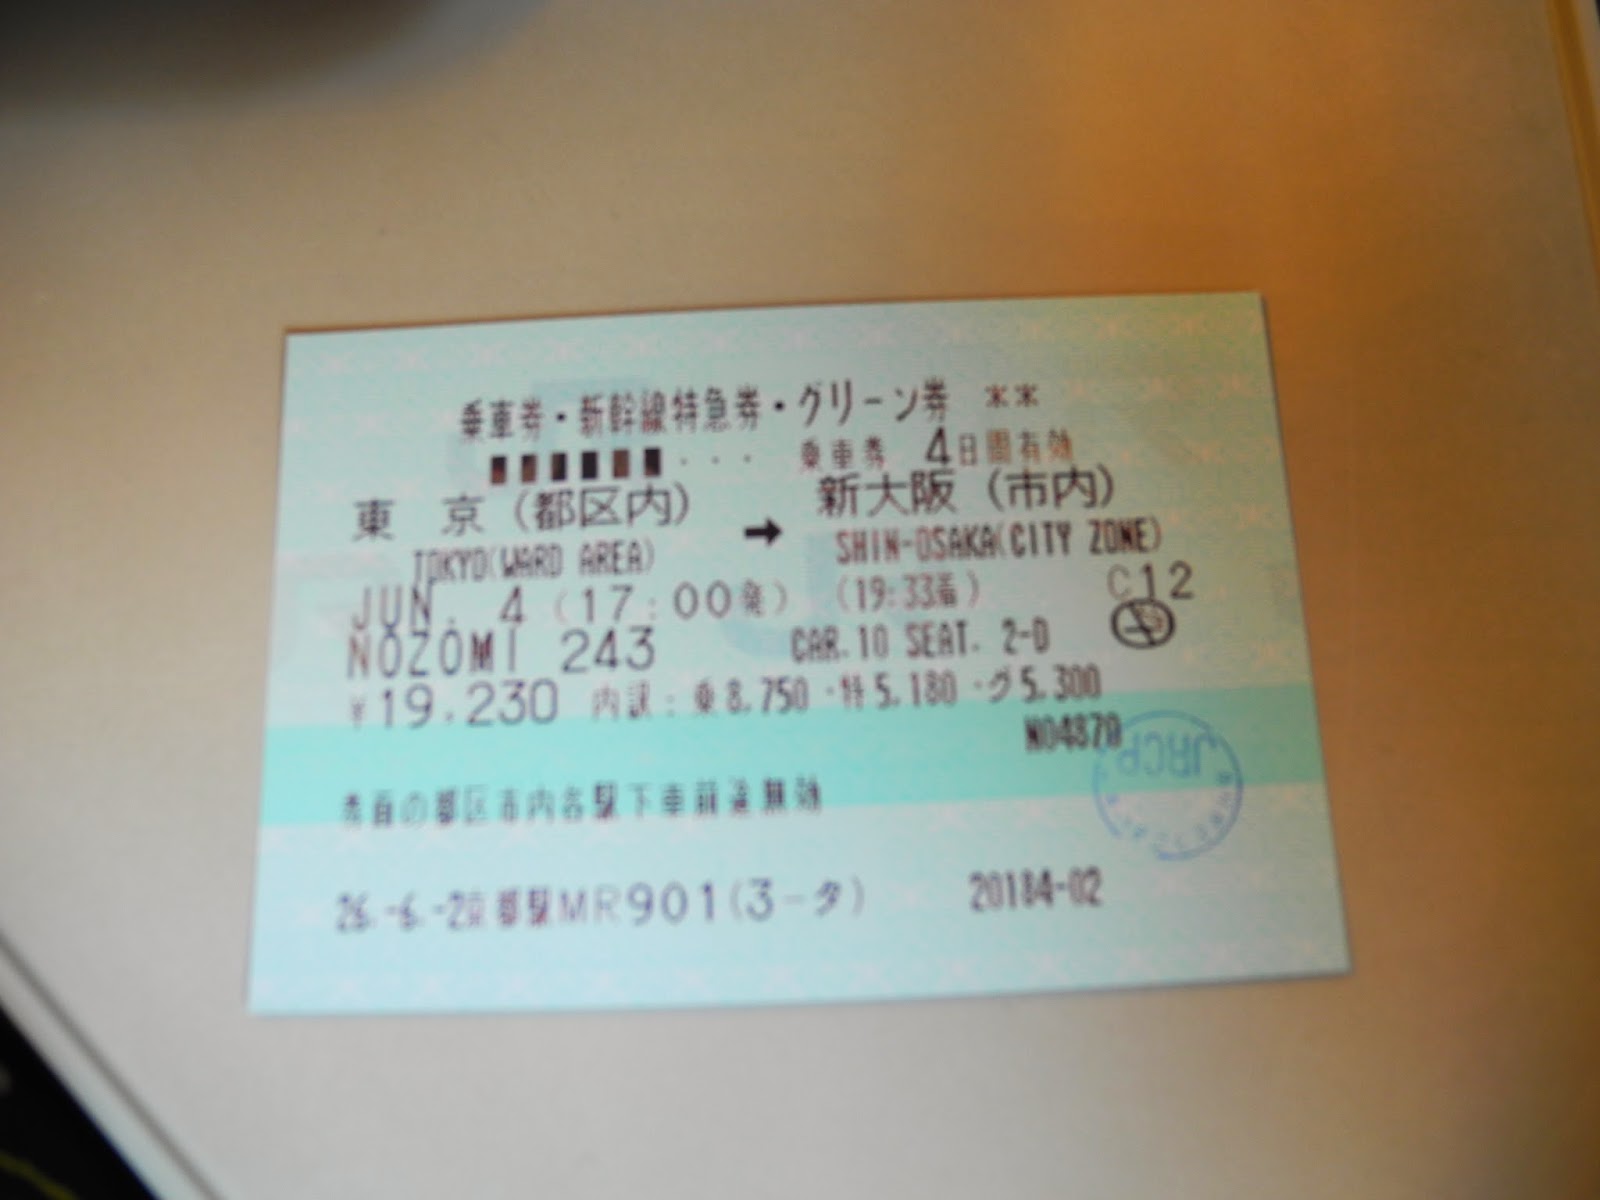 乗車券・新幹線特急券・グリーン券 **
■■■■■■ · · · 乗車券 4日間有効
東 京(都区内) ➡ 新大阪(市内)
TOKYO(WARD AREA) SHIN-OSAKA(CITY ZONE)
JUN. 4 (17:00発) (19:33着) C12
NOZOMI 243 CAR.10 SEAT. 2-D
¥19,230 内訳:乗8,750・特5,180・グ5,300
N04870
JRCP
券面の都区市内各駅下車前途無効
26.-6.-2京都駅MR901(3-タ) 20184-02